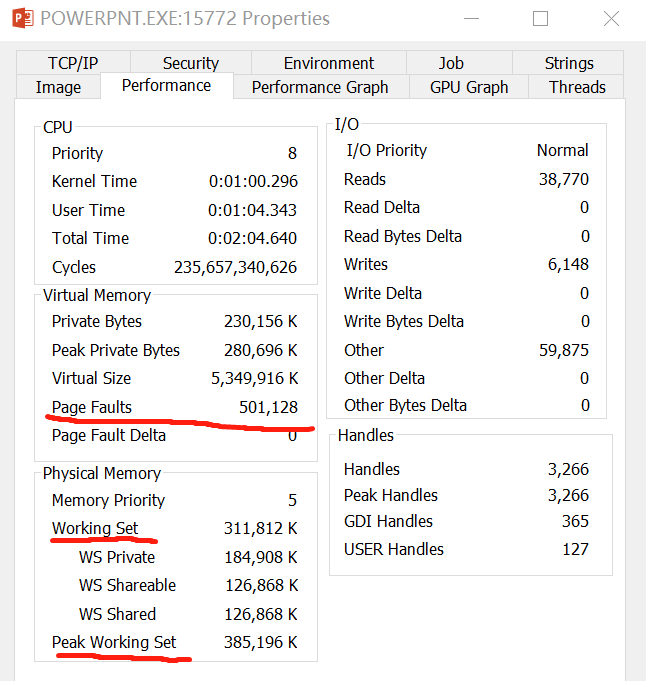 POWERPNT.EXE:15772 Properties
TCP/IP Security Environment Job Strings
Image Performance Performance Graph GPU Graph Threads
CPU
Priority 8
Kernel Time 0:01:00.296
User Time 0:01:04.343
Total Time 0:02:04.640
Cycles 235,657,340,626
Virtual Memory
Private Bytes 230,156 K
Peak Private Bytes 280,696 K
Virtual Size 5,349,916 K
Page Faults 501,128
Page Fault Delta 0
Physical Memory
Memory Priority 5
Working Set 311,812 K
WS Private 184,908 K
WS Shareable 126,868 K
WS Shared 126,868 K
Peak Working Set 385,196 K
I/O
I/O Priority Normal
Reads 38,770
Read Delta 0
Read Bytes Delta 0
Writes 6,148
Write Delta 0
Write Bytes Delta 0
Other 59,875
Other Delta 0
Other Bytes Delta 0
Handles
Handles 3,266
Peak Handles 3,266
GDI Handles 365
USER Handles 127